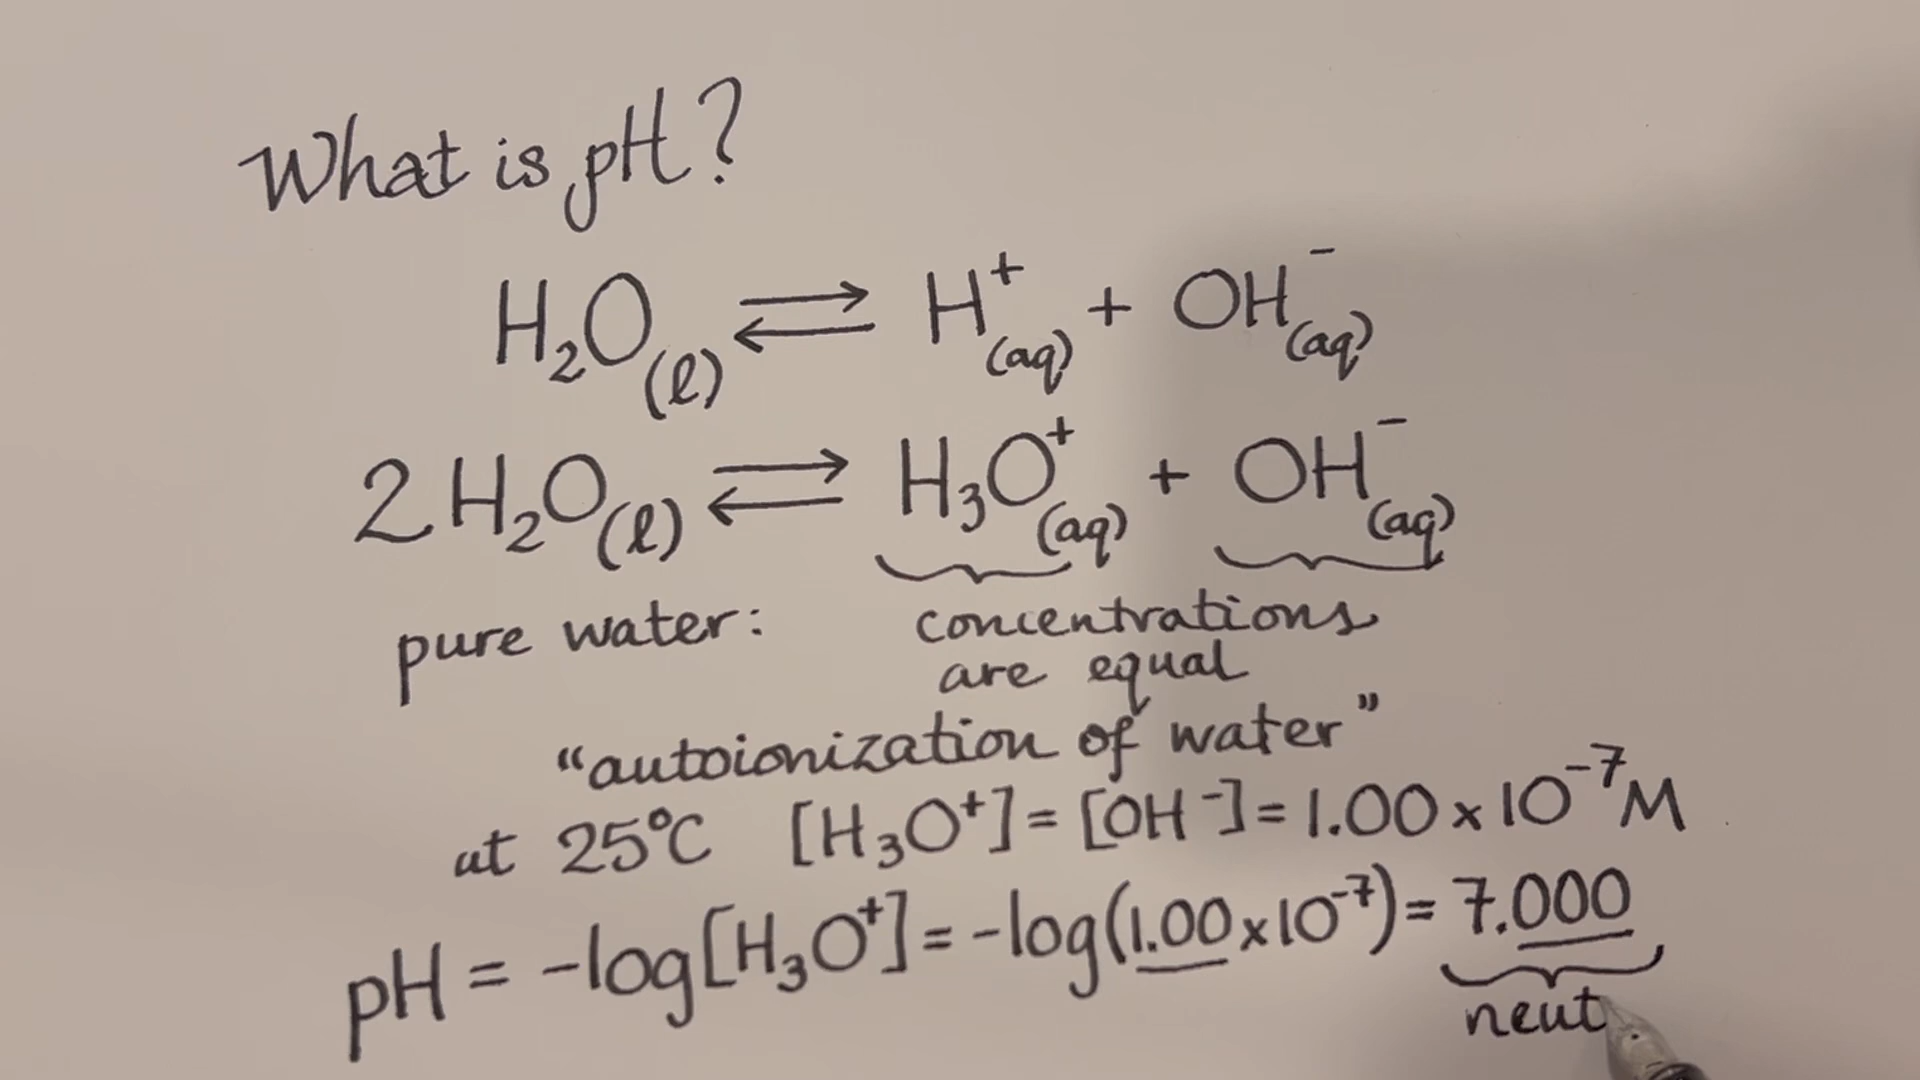 What is pH?
H₂O(l) ⇌ H⁺(aq) + OH⁻(aq)
2 H₂O(l) ⇌ H₃O⁺(aq) + OH⁻(aq)
pure water: concentrations
are equal
“autoionization of water”
at 25°C [H₃O⁺] = [OH⁻] = 1.00 x 10⁻⁷ M
pH = -log[H₃O⁺] = -log(1.00 x 10⁻⁷) = 7.000
neut